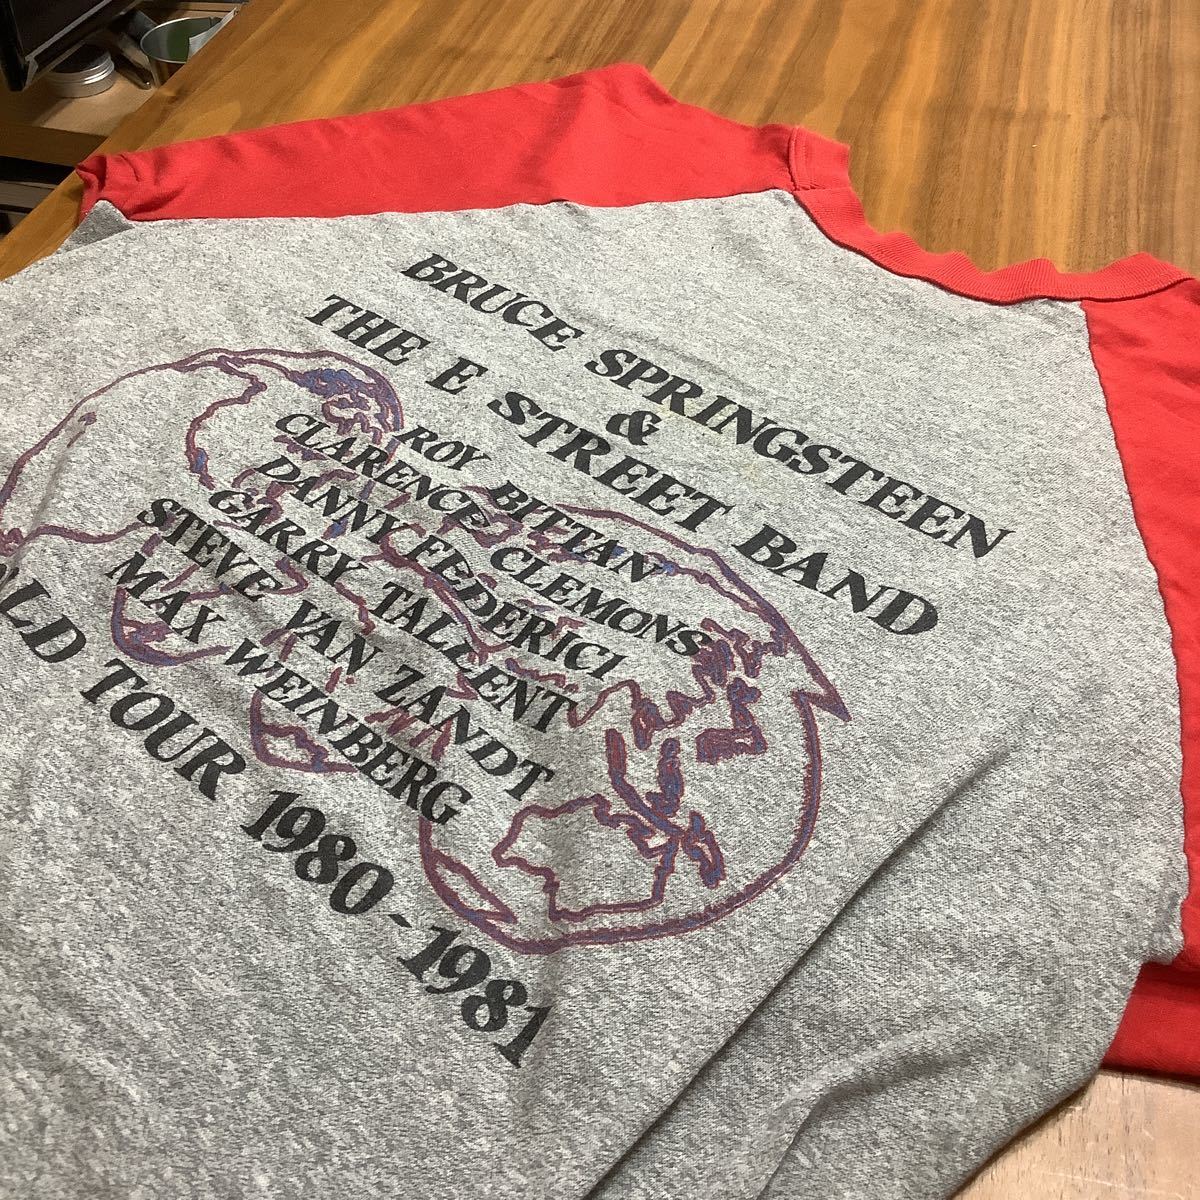 BRUCE SPRINGSTEEN
&
THE E STREET BAND
ROY BITTAN
CLARENCE CLEMONS
DANNY FEDERICI
GARRY TALLENT
STEVE VAN ZANDT
MAX WEINBERG
TOUR 1980-1981